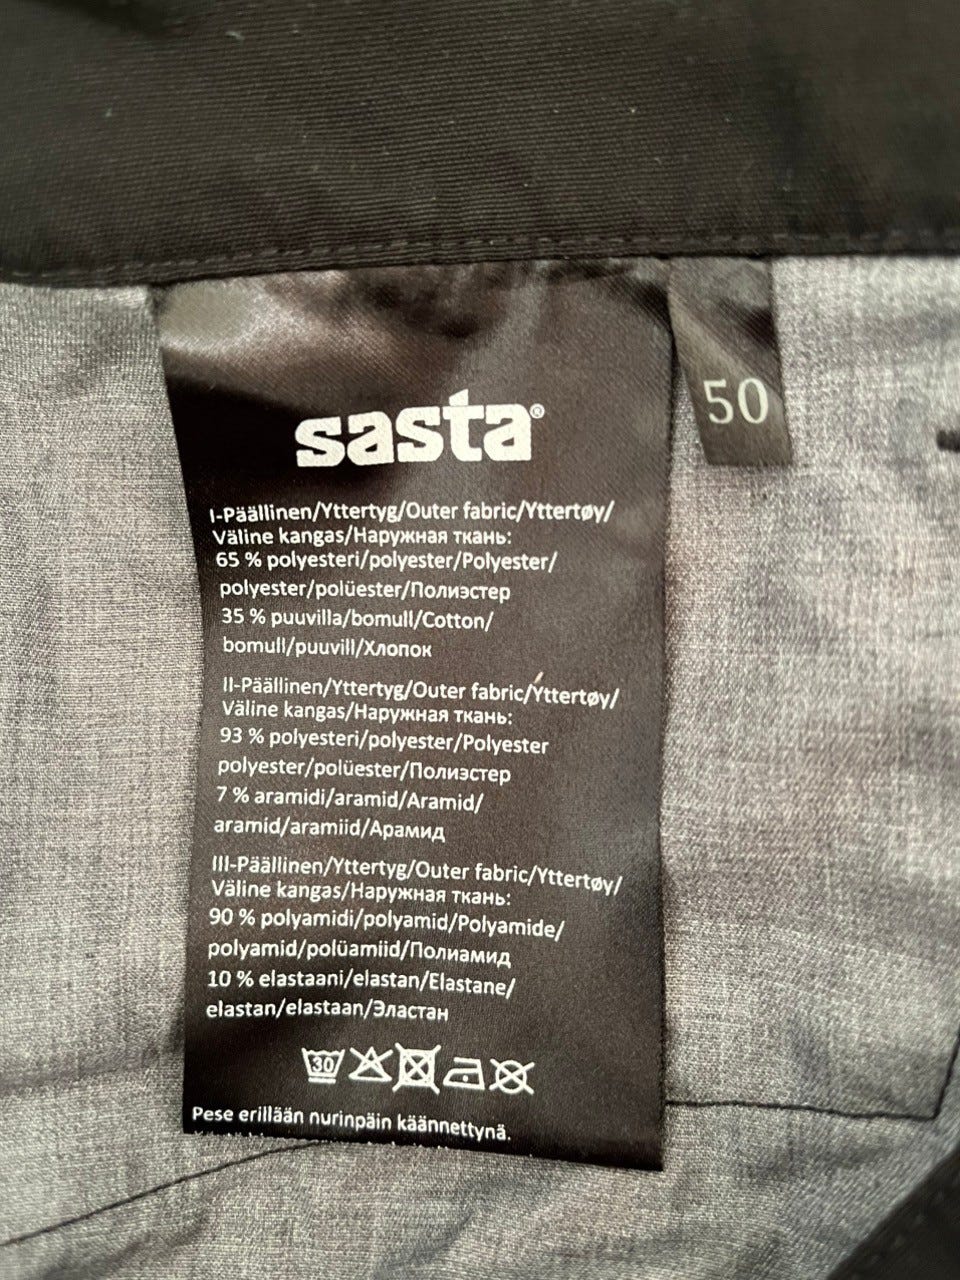 sasta®
50
I-Päällinen/Yttertyg/Outer fabric/Yttertøy/
Väline kangas/Наружная ткань:
65 % polyesteri/polyester/Polyester/
polyester/polüester/Полиэстер
35 % puuvilla/bomull/Cotton/
bomull/puuvill/Хлопок
II-Päällinen/Yttertyg/Outer fabric/Yttertøy/
Väline kangas/Наружная ткань:
93 % polyesteri/polyester/Polyester
polyester/polüester/Полиэстер
7 % aramidi/aramid/Aramid/
aramid/aramiid/Арамид
III-Päällinen/Yttertyg/Outer fabric/Yttertøy/
Väline kangas/Наружная ткань:
90 % polyamidi/polyamid/Polyamide/
polyamid/polüamiid/Полиамид
10 % elastaani/elastan/Elastane/
elastan/elastaan/Эластан
30
Pese erillään nurinpäin käännettynä.